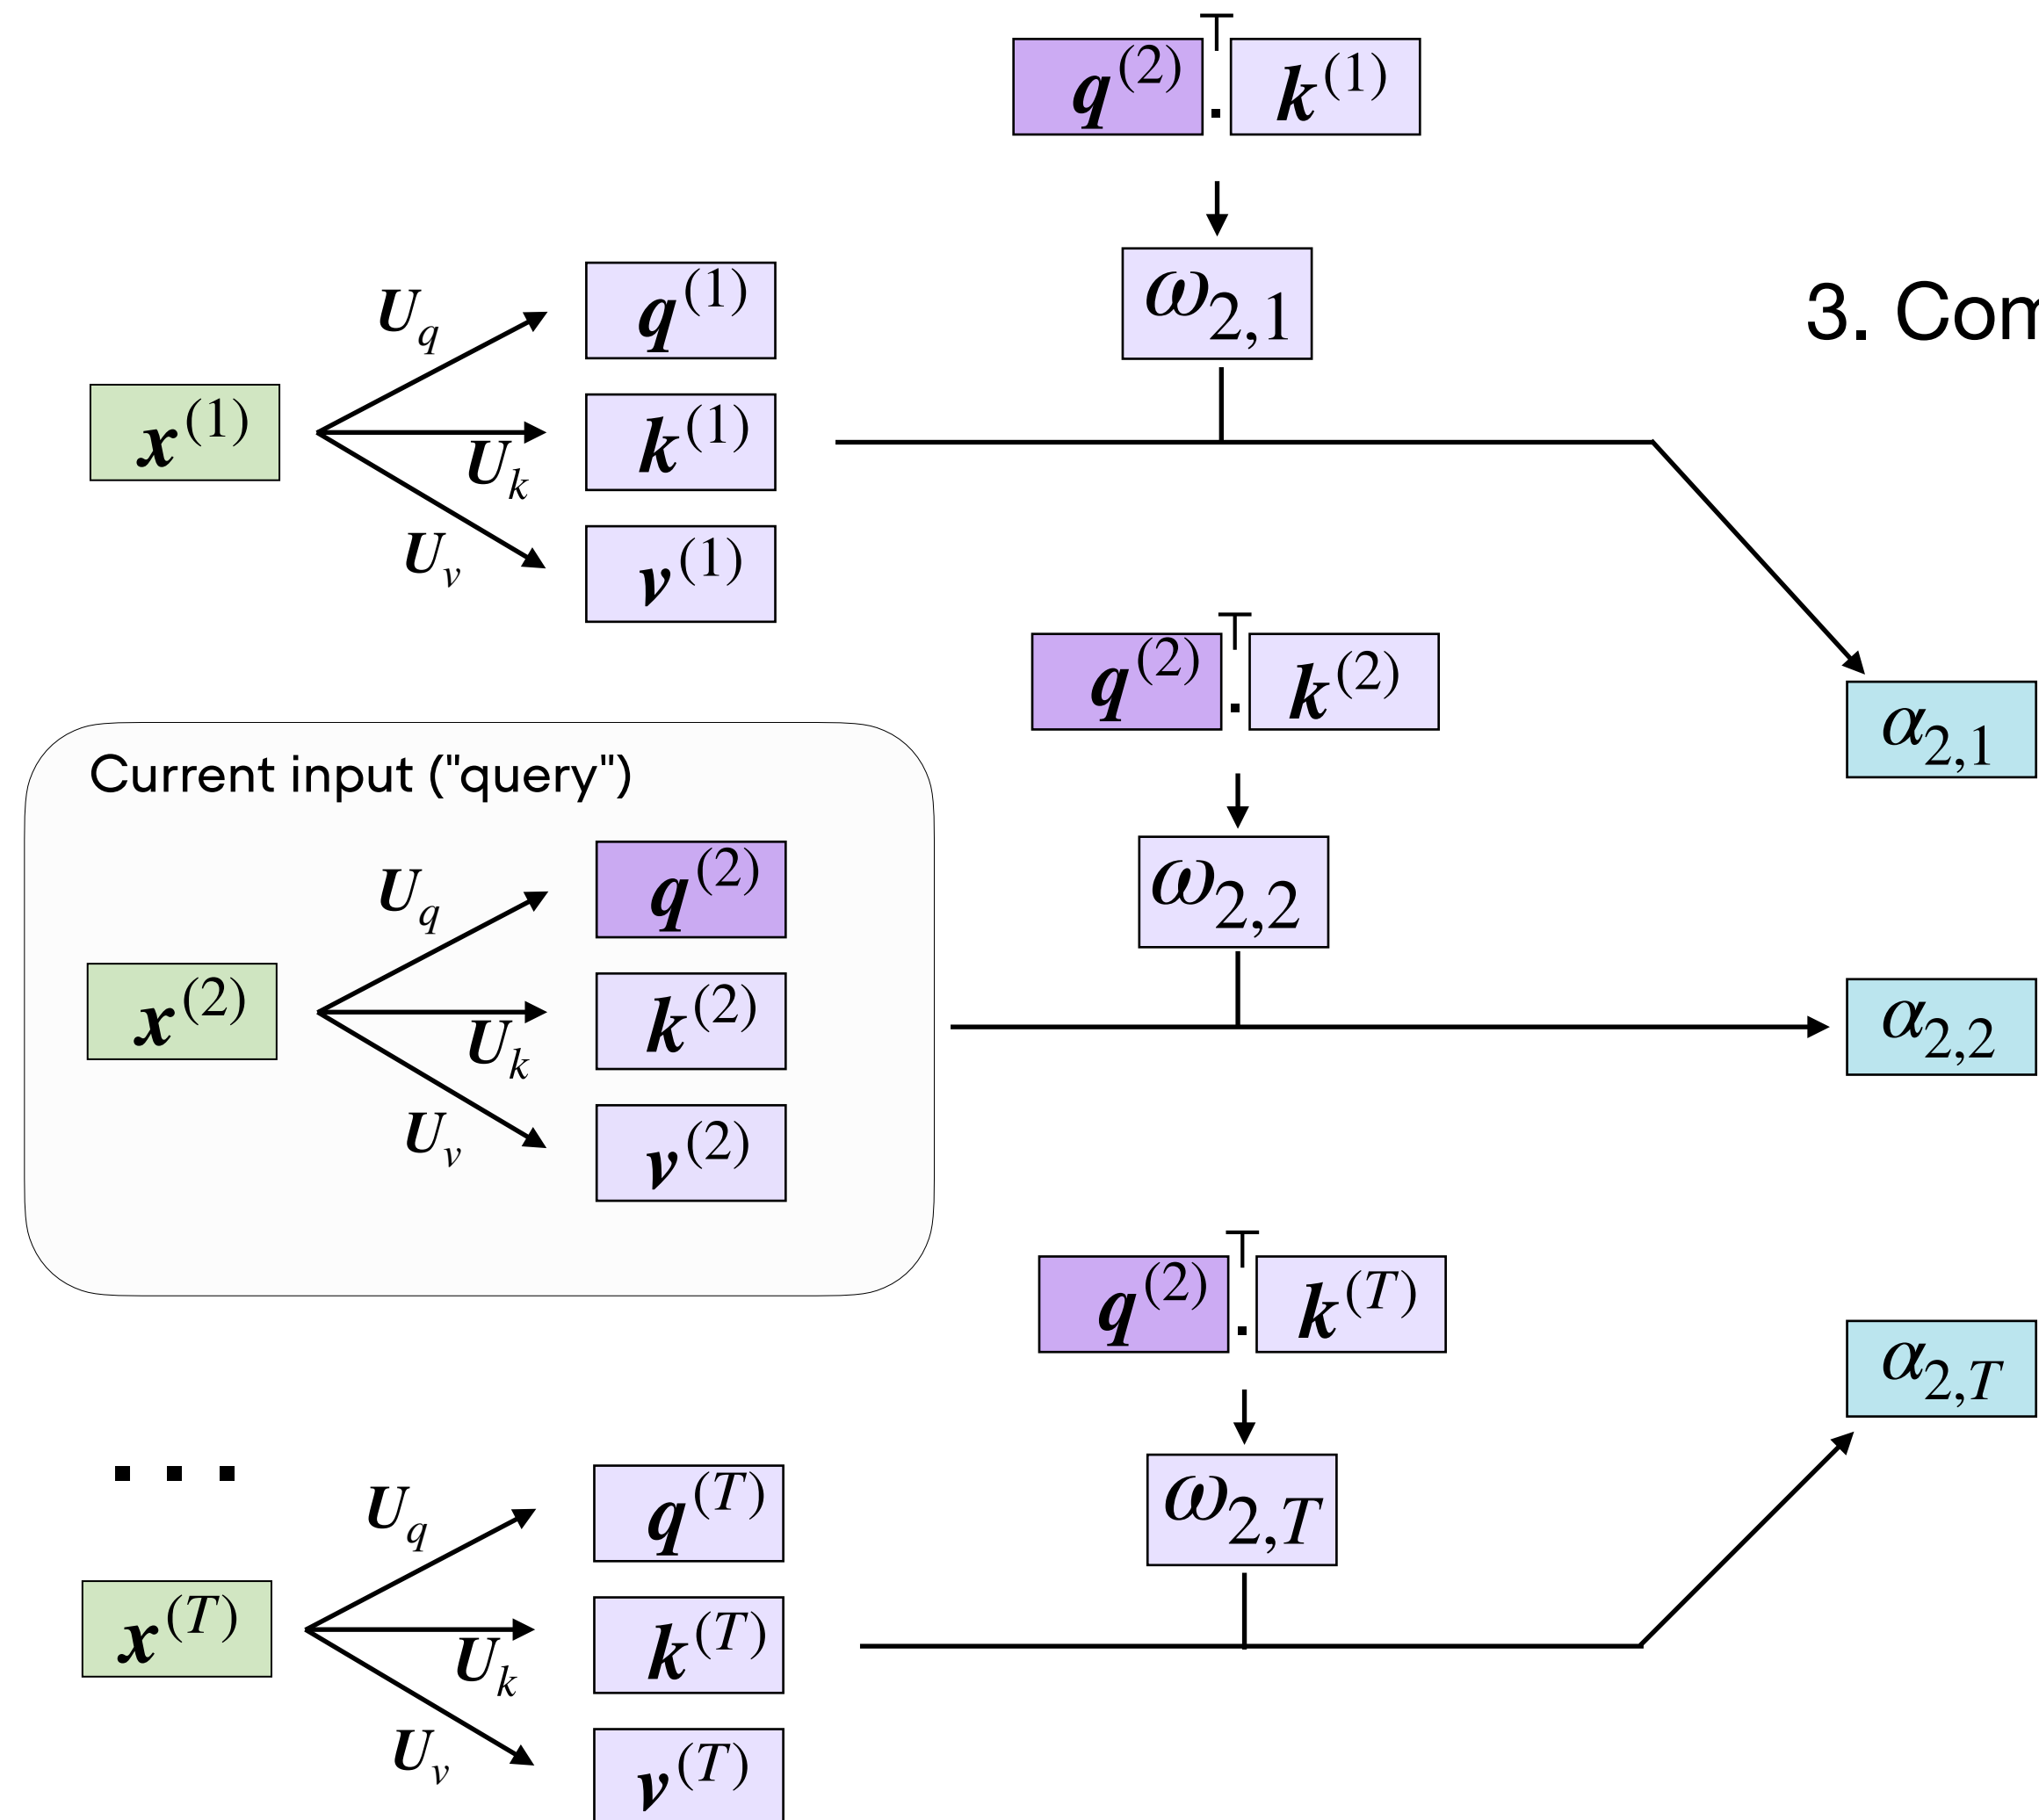 q(2)⊤ . k(1)
ω2,1
3. Com
x(1)
Uq
Uk
Uv
q(1)
k(1)
v(1)
q(2)⊤ . k(2)
α2,1
Current input ("query")
x(2)
Uq
Uk
Uv
q(2)
k(2)
v(2)
ω2,2
α2,2
q(2)⊤ . k(T)
α2,T
...
x(T)
Uq
Uk
Uv
q(T)
k(T)
v(T)
ω2,T